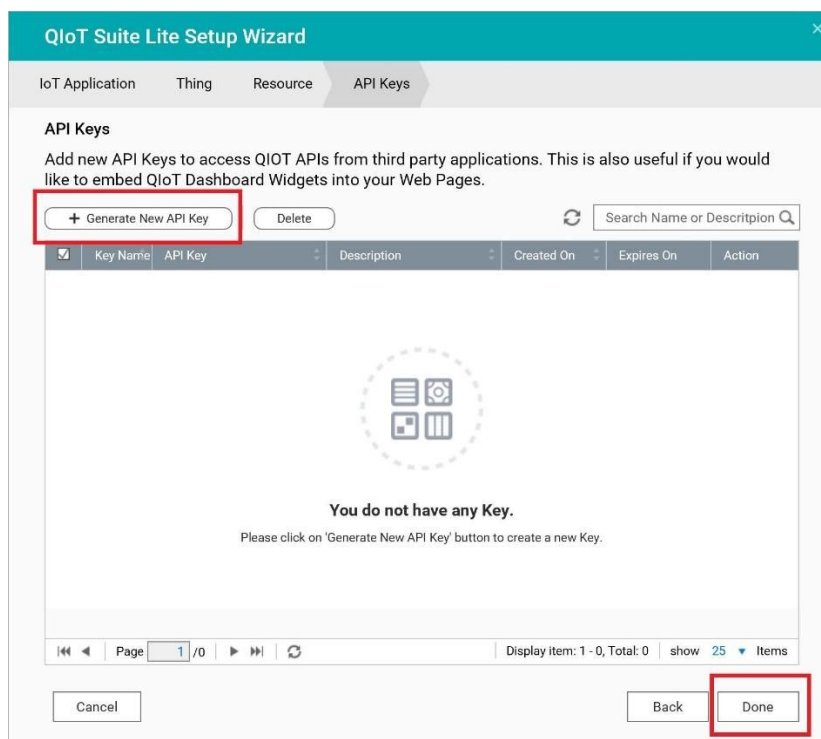 QIoT Suite Lite Setup Wizard
IoT Application Thing Resource API Keys
API Keys
Add new API Keys to access QIOT APIs from third party applications. This is also useful if you would
like to embed QIoT Dashboard Widgets into your Web Pages.
+ Generate New API Key Delete Search Name or Descritpion
Key Name API Key Description Created On Expires On Action
You do not have any Key.
Please click on 'Generate New API Key' button to create a new Key.
Page 1 /0 Display item: 1 - 0, Total: 0 show 25 Items
Cancel Back Done